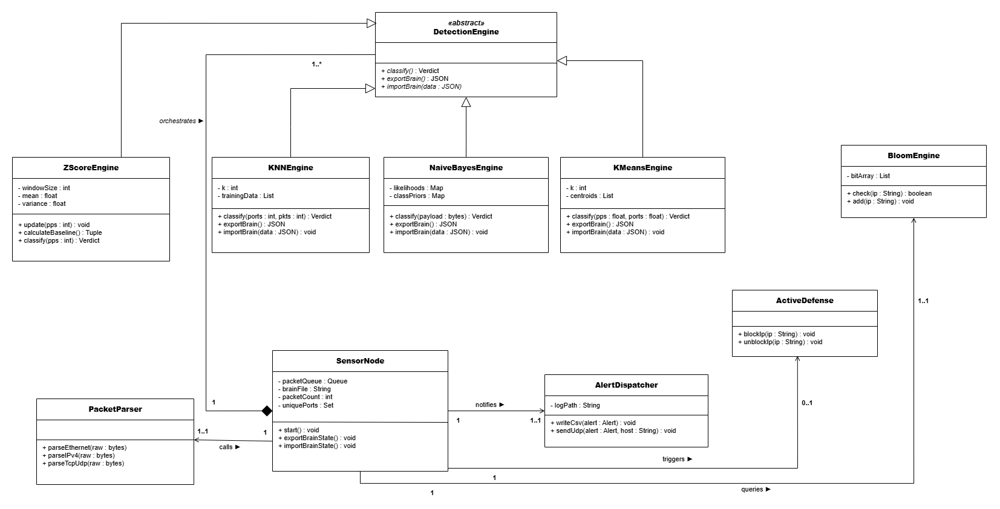 «abstract»
DetectionEngine
+ classify() : Verdict
+ exportBrain() : JSON
+ importBrain(data : JSON)
1..*
orchestrates ►
ZScoreEngine
- windowSize : int
- mean : float
- variance : float
+ update(pps : int) : void
+ calculateBaseline() : Tuple
+ classify(pps : int) : Verdict
KNNEngine
- k : int
- trainingData : List
+ classify(ports : int, pkts : int) : Verdict
+ exportBrain() : JSON
+ importBrain(data : JSON) : void
NaiveBayesEngine
- likelihoods : Map
- classPriors : Map
+ classify(payload : bytes) : Verdict
+ exportBrain() : JSON
+ importBrain(data : JSON) : void
KMeansEngine
- k : int
- centroids : List
+ classify(pps : float, ports : float) : Verdict
+ exportBrain() : JSON
+ importBrain(data : JSON) : void
BloomEngine
- bitArray : List
+ check(ip : String) : boolean
+ add(ip : String) : void
1..1
ActiveDefense
+ blockIp(ip : String) : void
+ unblockIp(ip : String) : void
0..1
SensorNode
- packetQueue : Queue
- brainFile : String
- packetCount : int
- uniquePorts : Set
+ start() : void
+ exportBrainState() : void
+ importBrainState() : void
1
PacketParser
+ parseEthernet(raw : bytes)
+ parseIPv4(raw : bytes)
+ parseTcpUdp(raw : bytes)
1..1
1
calls ►
notifies ►
1
1..1
AlertDispatcher
- logPath : String
+ writeCsv(alert : Alert) : void
+ sendUdp(alert : Alert, host : String) : void
triggers ►
1
queries ►
1